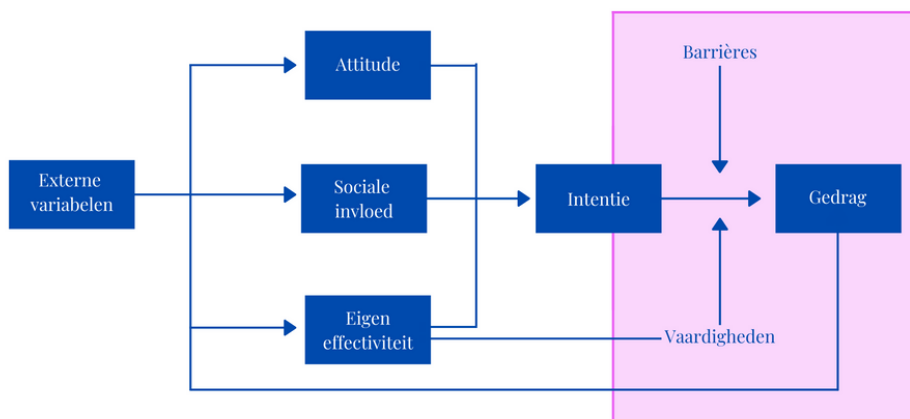 Externe
variabelen
Attitude
Sociale
invloed
Eigen
effectiviteit
Intentie
Barrières
Vaardigheden
Gedrag